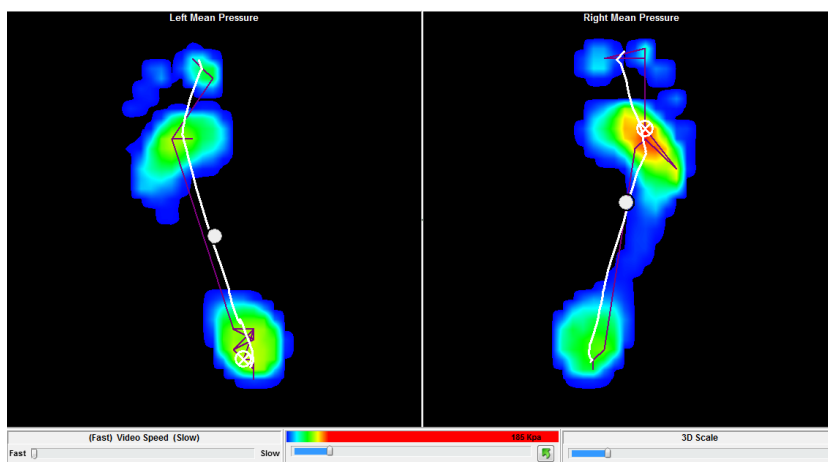 Left Mean Pressure
Right Mean Pressure
(Fast) Video Speed (Slow)
185 Kpa
3D Scale
Fast
Slow